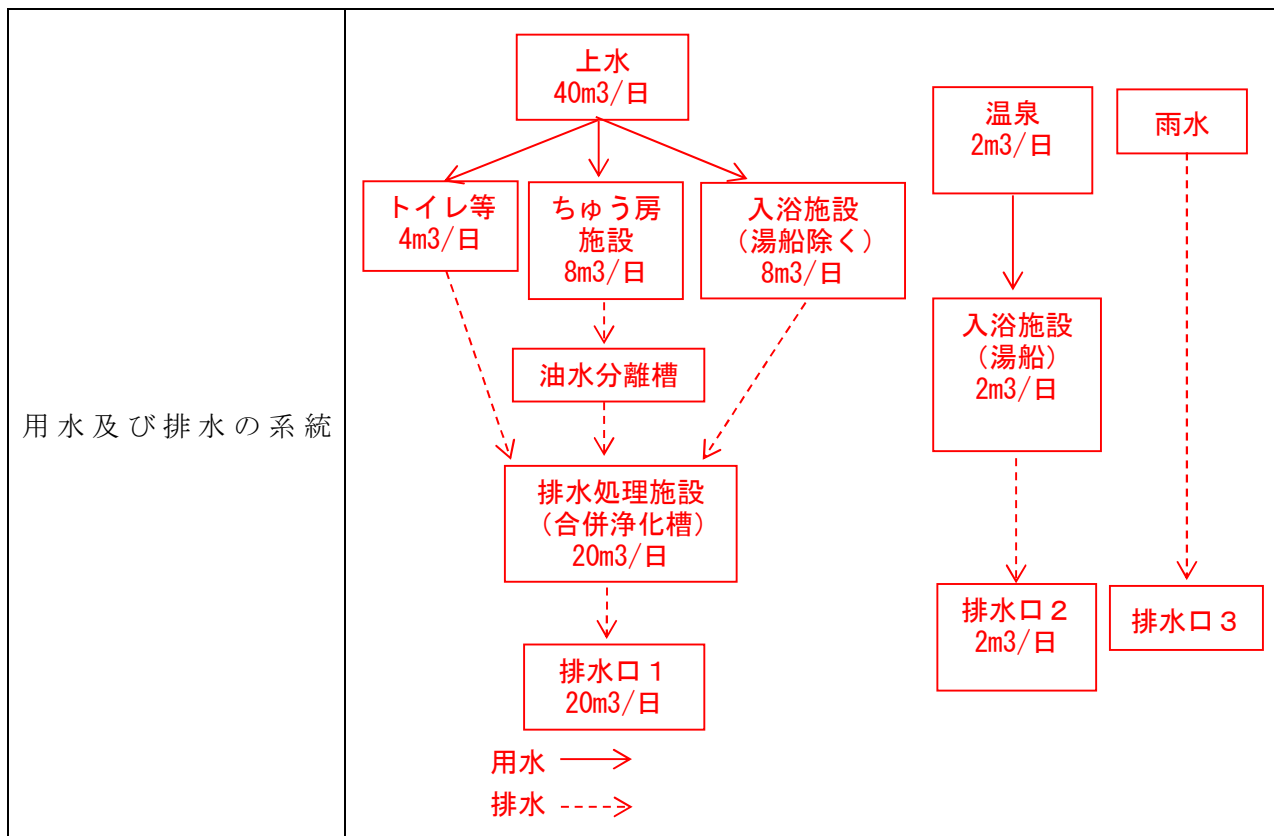 用水及び排水の系統
上水
40m3/日
トイレ等
4m3/日
ちゅう房
施設
8m3/日
入浴施設
(湯船除く)
8m3/日
油水分離槽
排水処理施設
(合併浄化槽)
20m3/日
排水口1
20m3/日
用水
排水
温泉
2m3/日
入浴施設
(湯船)
2m3/日
排水口2
2m3/日
雨水
排水口3